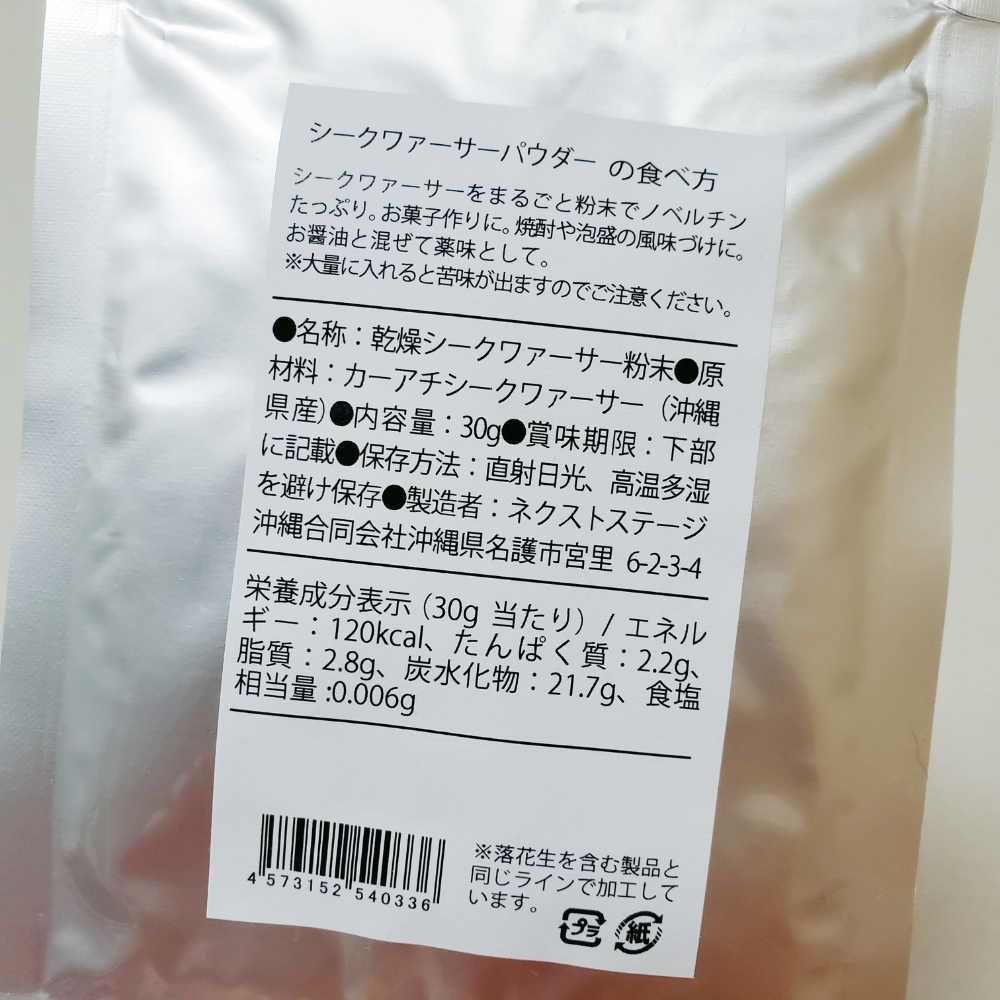 シークワァーサーパウダー の食べ方
シークワァーサーをまるごと粉末でノベルチン
たっぷり。お菓子作りに。焼酎や泡盛の風味づけに。
お醤油と混ぜて薬味として。
※大量に入れると苦味が出ますのでご注意ください。
●名称：乾燥シークワァーサー粉末●原
材料：カーアチシークワァーサー（沖縄
県産）●内容量：30g●賞味期限：下部
に記載●保存方法：直射日光、高温多湿
を避け保存●製造者：ネクストステージ
沖縄合同会社沖縄県名護市宮里 6-2-3-4
栄養成分表示（30g 当たり）/ エネル
ギー：120kcal、たんぱく質：2.2g、
脂質：2.8g、炭水化物：21.7g、食塩
相当量:0.006g
4 573152 540336
※落花生を含む製品と
同じラインで加工して
います。
プラ 紙